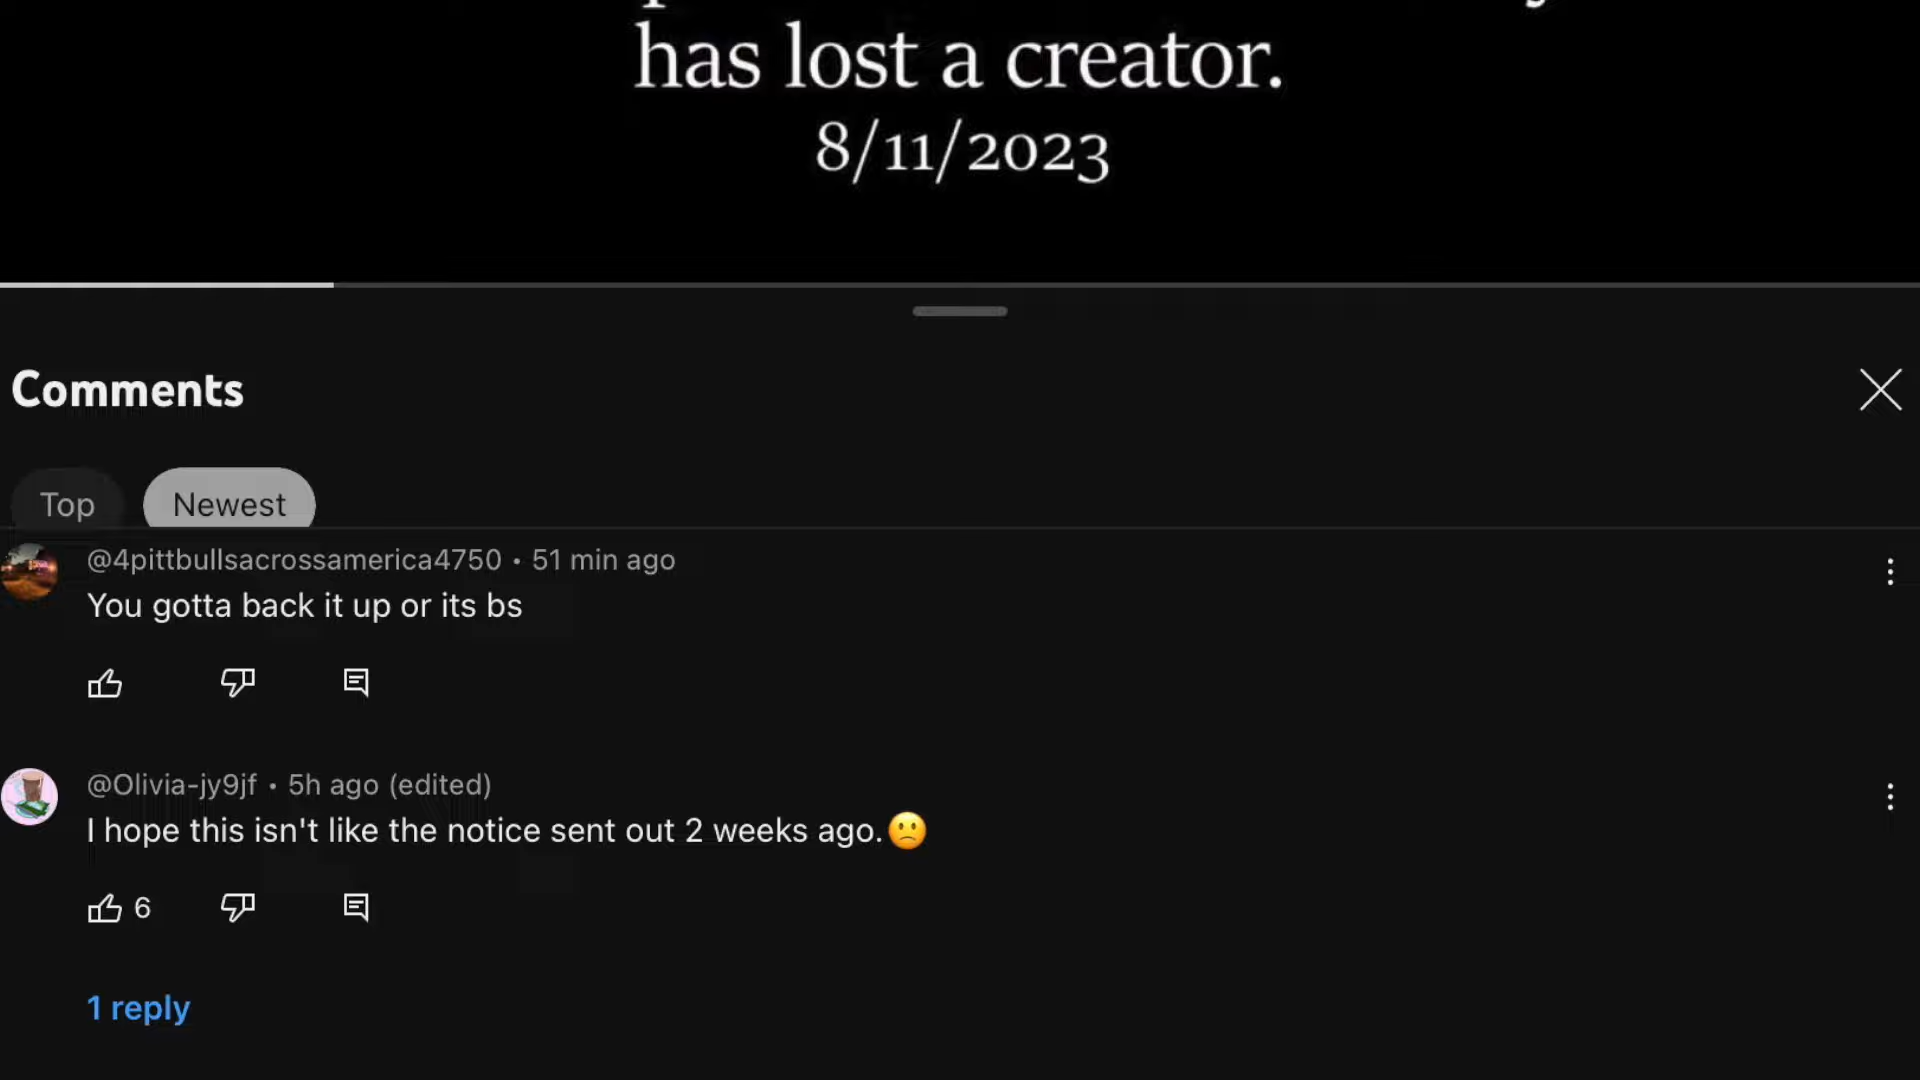 has lost a creator.
8/11/2023
Comments
Top
Newest
@4pittbullsacrossamerica4750 • 51 min ago
You gotta back it up or its bs
@Olivia-jy9jf • 5h ago (edited)
I hope this isn't like the notice sent out 2 weeks ago.🙁
6
1 reply